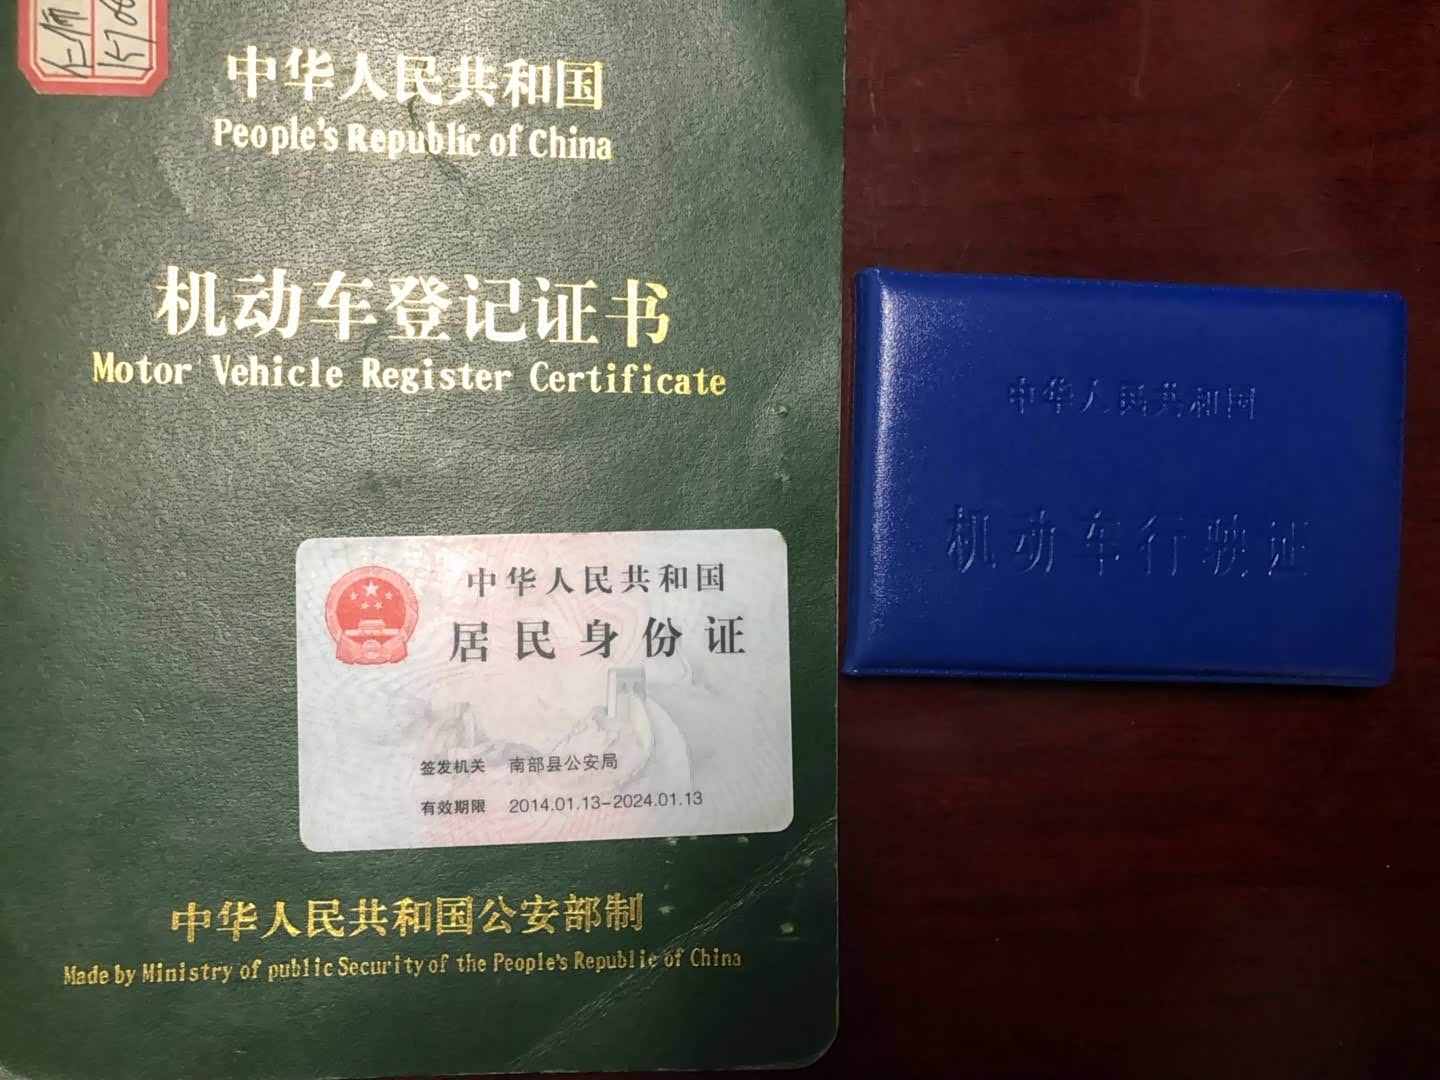 中华人民共和国
People's Republic of China
机动车登记证书
Motor Vehicle Register Certificate
中华人民共和国
居民身份证
签发机关 南部县公安局
有效期限 2014.01.13-2024.01.13
中华人民共和国公安部制
Made by Ministry of public Security of the People's Republic of China
中华人民共和国
机动车行驶证